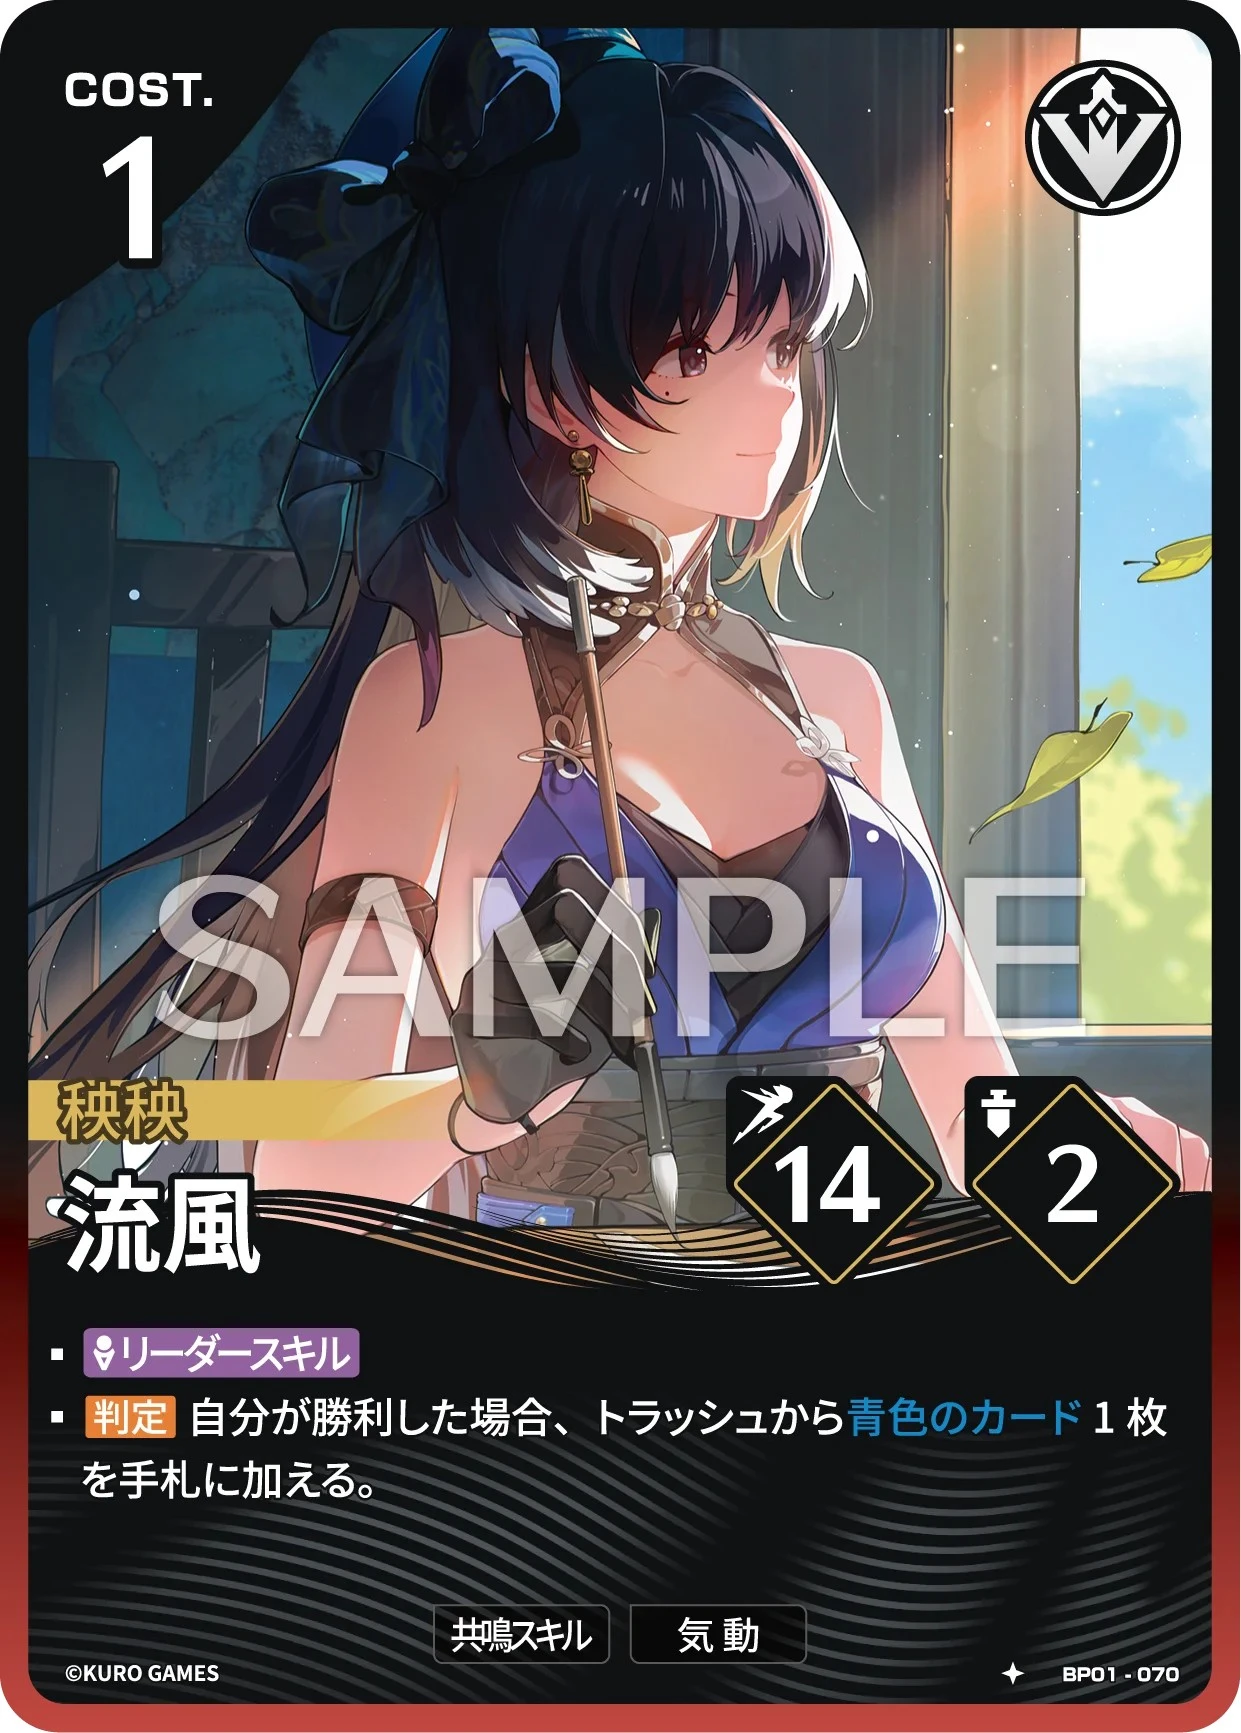 COST.
1
SAMPLE
秧秧
流風
14
2
リーダースキル
判定 自分が勝利した場合、トラッシュから青色のカード1枚
を手札に加える。
共鳴スキル
気動
©KURO GAMES
BP01 - 070